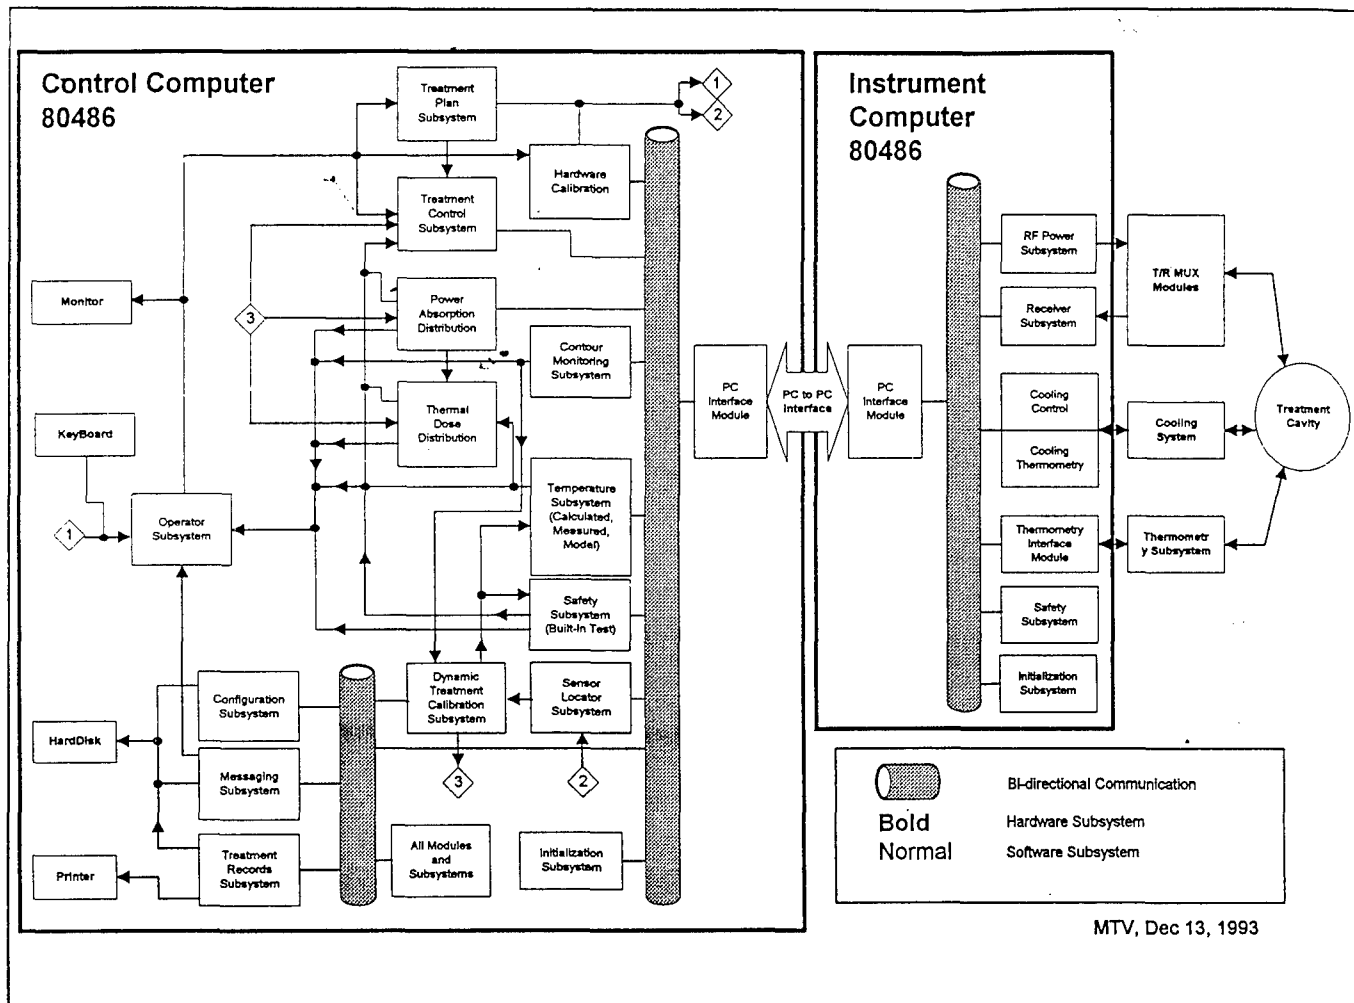 Control Computer
80486
Treatment
Plan
Subsystem
1
2
Hardware
Calibration
Treatment
Control
Subsystem
Monitor
3
Power
Absorption
Distribution
Contour
Monitoring
Subsystem
Thermal
Dose
Distribution
KeyBoard
1
Operator
Subsystem
Temperature
Subsystem
(Calculated,
Measured,
Model)
Safety
Subsystem
(Built-In Test)
Configuration
Subsystem
Dynamic
Treatment
Calibration
Subsystem
Sensor
Locator
Subsystem
HardDisk
Messaging
Subsystem
3
2
Printer
Treatment
Records
Subsystem
All Modules
and
Subsystems
Initialization
Subsystem
PC
Interface
Module
PC to PC
Interface
Instrument
Computer
80486
PC
Interface
Module
RF Power
Subsystem
Receiver
Subsystem
T/R MUX
Modules
Cooling
Control
Cooling
Thermometry
Cooling
System
Treatment
Cavity
Thermometry
Interface
Module
Thermometr
y Subsystem
Safety
Subsystem
Initialization
Subsystem
Bi-directional Communication
Bold Hardware Subsystem
Normal Software Subsystem
MTV, Dec 13, 1993